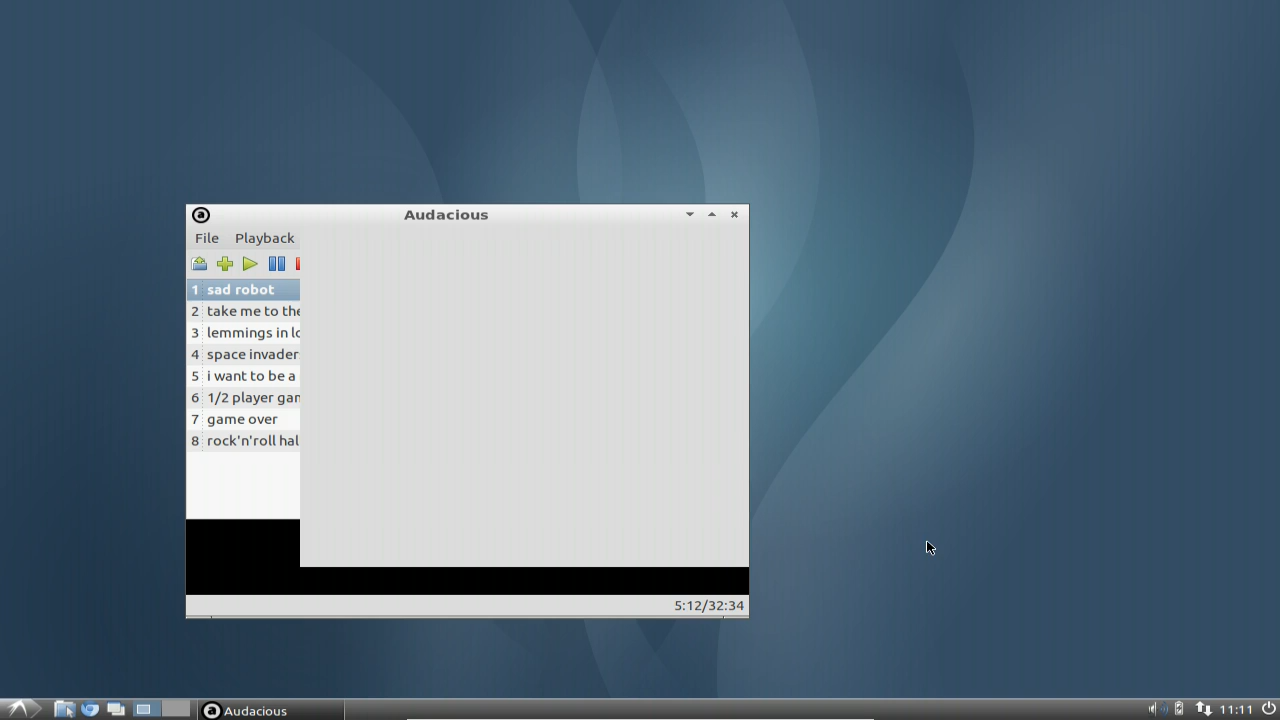 Audacious
File Playback
1 sad robot
2 take me to the
3 lemmings in lo
4 space invader
5 i want to be a
6 1/2 player gam
7 game over
8 rock'n'roll hal
5:12/32:34
Audacious
11:11